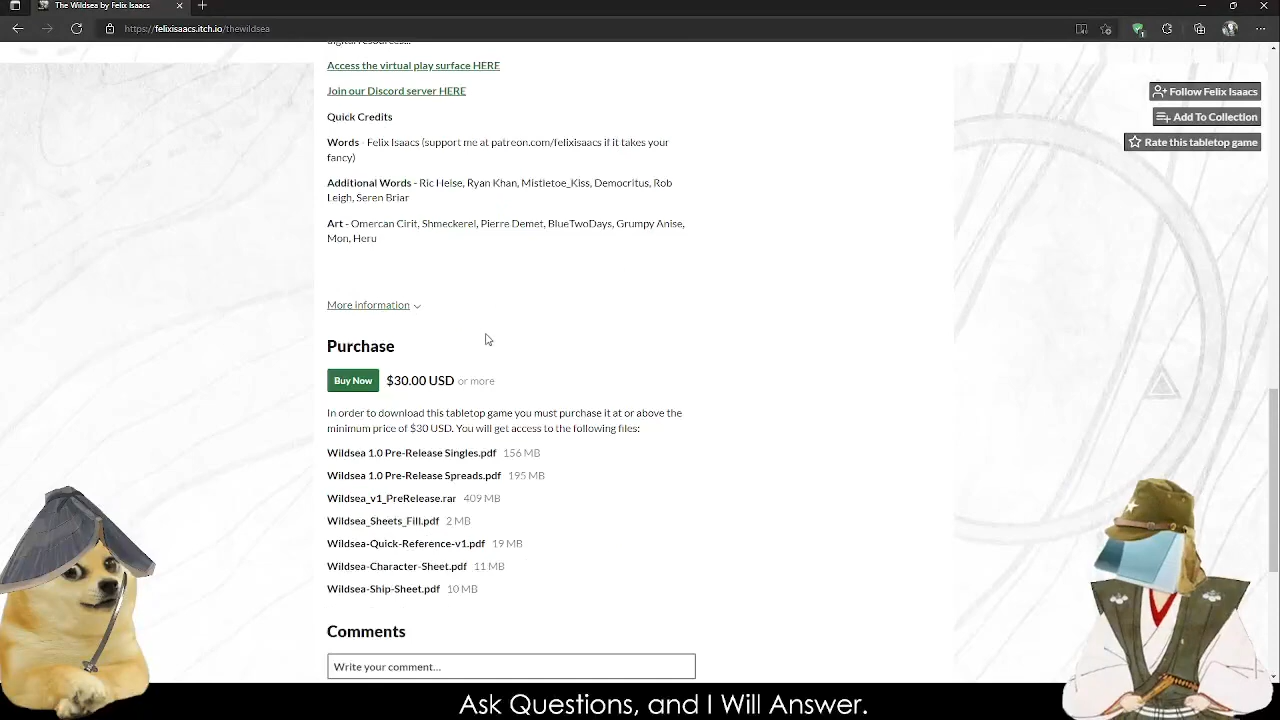 The Wildsea by Felix Isaacs
https://felixisaacs.itch.io/thewildsea
digital resources...
Access the virtual play surface HERE
Follow Felix Isaacs
Join our Discord server HERE
Add To Collection
Quick Credits
Rate this tabletop game
Words - Felix Isaacs (support me at patreon.com/felixisaacs if it takes your
fancy)
Additional Words - Ric Heise, Ryan Khan, Mistletoe_Kiss, Democritus, Rob
Leigh, Seren Briar
Art - Omercan Cirit, Shmeckerel, Pierre Demet, BlueTwoDays, Grumpy Anise,
Mon, Heru
More information
Purchase
Buy Now $30.00 USD or more
In order to download this tabletop game you must purchase it at or above the
minimum price of $30 USD. You will get access to the following files:
Wildsea 1.0 Pre-Release Singles.pdf 156 MB
Wildsea 1.0 Pre-Release Spreads.pdf 195 MB
Wildsea_v1_PreRelease.rar 409 MB
Wildsea_Sheets_Fill.pdf 2 MB
Wildsea-Quick-Reference-v1.pdf 19 MB
Wildsea-Character-Sheet.pdf 11 MB
Wildsea-Ship-Sheet.pdf 10 MB
Comments
Write your comment...
Ask Questions, and I Will Answer.